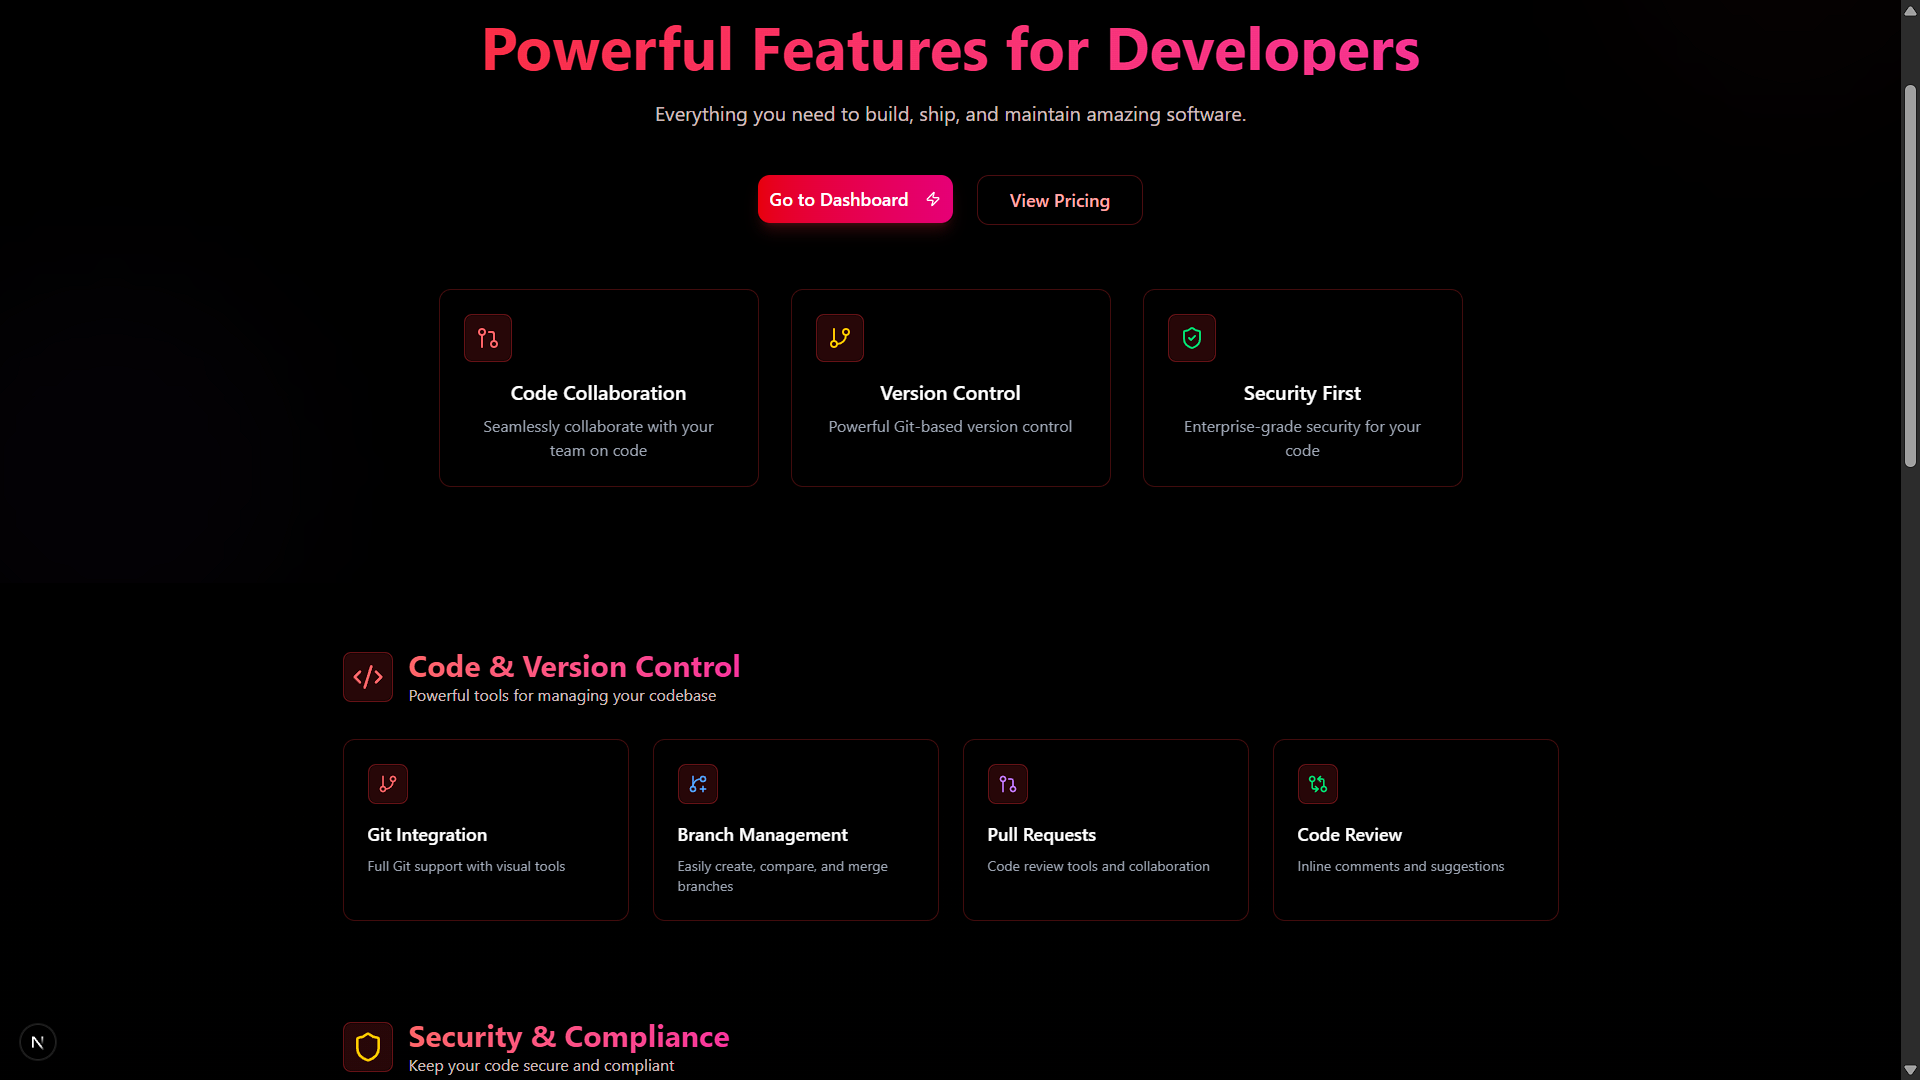 Powerful Features for Developers
Everything you need to build, ship, and maintain amazing software.
Go to Dashboard
View Pricing
Code Collaboration
Seamlessly collaborate with your
team on code
Version Control
Powerful Git-based version control
Security First
Enterprise-grade security for your
code
Code & Version Control
Powerful tools for managing your codebase
Git Integration
Full Git support with visual tools
Branch Management
Easily create, compare, and merge
branches
Pull Requests
Code review tools and collaboration
Code Review
Inline comments and suggestions
Security & Compliance
Keep your code secure and compliant
N